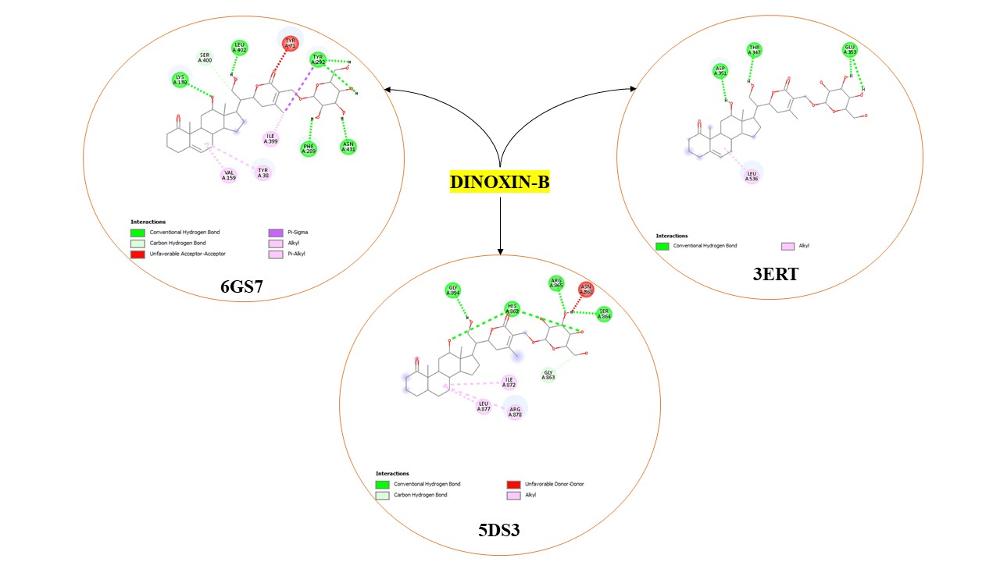 SER
A:400
LEU
A:402
TYR
A:71
TYR
A:292
LYS
A:130
H
H
H
H
H
ILE
A:399
PHE
A:289
ASN
A:431
VAL
A:159
TYR
A:38
Interactions
Conventional Hydrogen Bond
Carbon Hydrogen Bond
Unfavorable Acceptor-Acceptor
Pi-Sigma
Alkyl
Pi-Alkyl
6GS7
DINOXIN-B
THR
A:347
GLU
A:353
ASP
A:351
H
H
H
H
LEU
A:536
Interactions
Conventional Hydrogen Bond
Alkyl
3ERT
GLY
A:894
ARG
A:865
HIS
A:862
SER
A:864
H
H
GLY
A:863
ILE
A:872
LEU
A:877
ARG
A:878
ASN
Interactions
Conventional Hydrogen Bond
Carbon Hydrogen Bond
Unfavorable Donor-Donor
Alkyl
5DS3